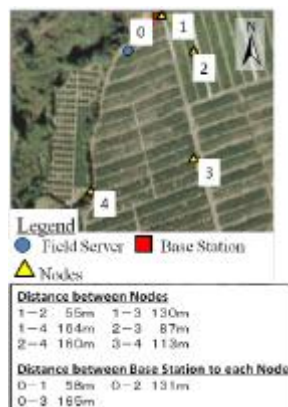 0
1
N
2
3
4
Legend
Field Server Base Station
Nodes
Distance between Nodes
1-2 55m 1-3 130m
1-4 164m 2-3 87m
2-4 160m 3-4 113m
Distance between Base Station to each Node
0-1 58m 0-2 131m
0-3 165m